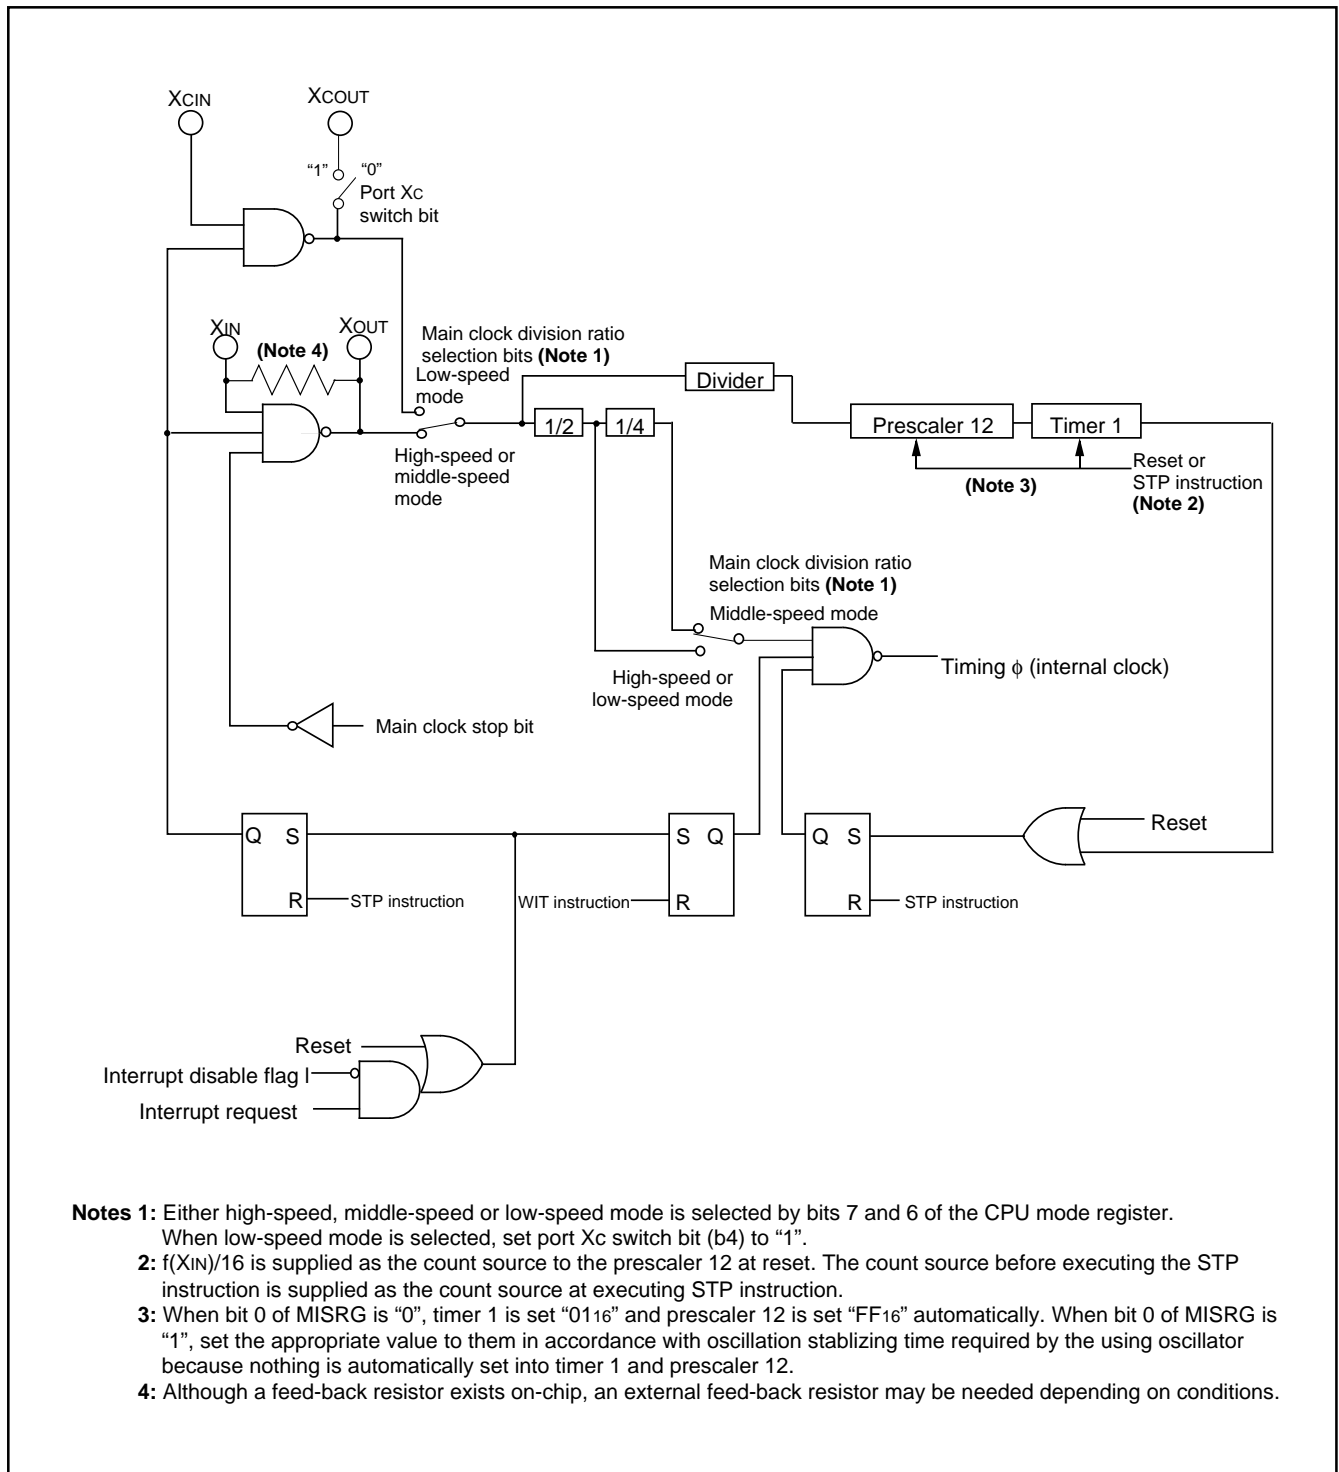 XCIN
XCOUT
“1” “0”
Port XC
switch bit
XIN
XOUT
(Note 4)
Main clock division ratio
selection bits (Note 1)
Low-speed
mode
High-speed or
middle-speed
mode
1/2
1/4
Divider
Prescaler 12
Timer 1
(Note 3)
Reset or
STP instruction
(Note 2)
Main clock division ratio
selection bits (Note 1)
Middle-speed mode
High-speed or
low-speed mode
Timing ϕ (internal clock)
Main clock stop bit
Q S
R
STP instruction
S Q
R
WIT instruction
Q S
R
STP instruction
Reset
Reset
Interrupt disable flag I
Interrupt request
Notes 1: Either high-speed, middle-speed or low-speed mode is selected by bits 7 and 6 of the CPU mode register.
When low-speed mode is selected, set port Xc switch bit (b4) to “1”.
2: f(XIN)/16 is supplied as the count source to the prescaler 12 at reset. The count source before executing the STP
instruction is supplied as the count source at executing STP instruction.
3: When bit 0 of MISRG is “0”, timer 1 is set “0116” and prescaler 12 is set “FF16” automatically. When bit 0 of MISRG is
“1”, set the appropriate value to them in accordance with oscillation stablizing time required by the using oscillator
because nothing is automatically set into timer 1 and prescaler 12.
4: Although a feed-back resistor exists on-chip, an external feed-back resistor may be needed depending on conditions.